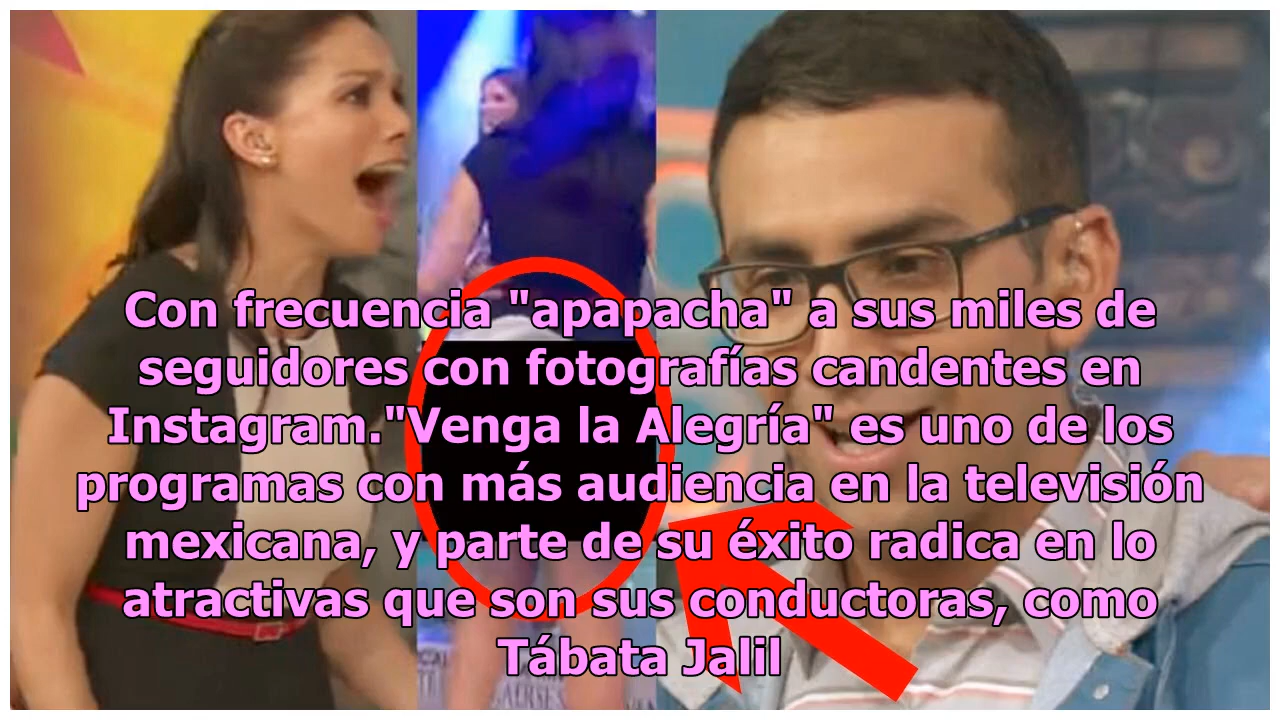 Con frecuencia "apapacha" a sus miles de
seguidores con fotografías candentes en
Instagram."Venga la Alegría" es uno de los
programas con más audiencia en la televisión
mexicana, y parte de su éxito radica en lo
atractivas que son sus conductoras, como
Tábata Jalil